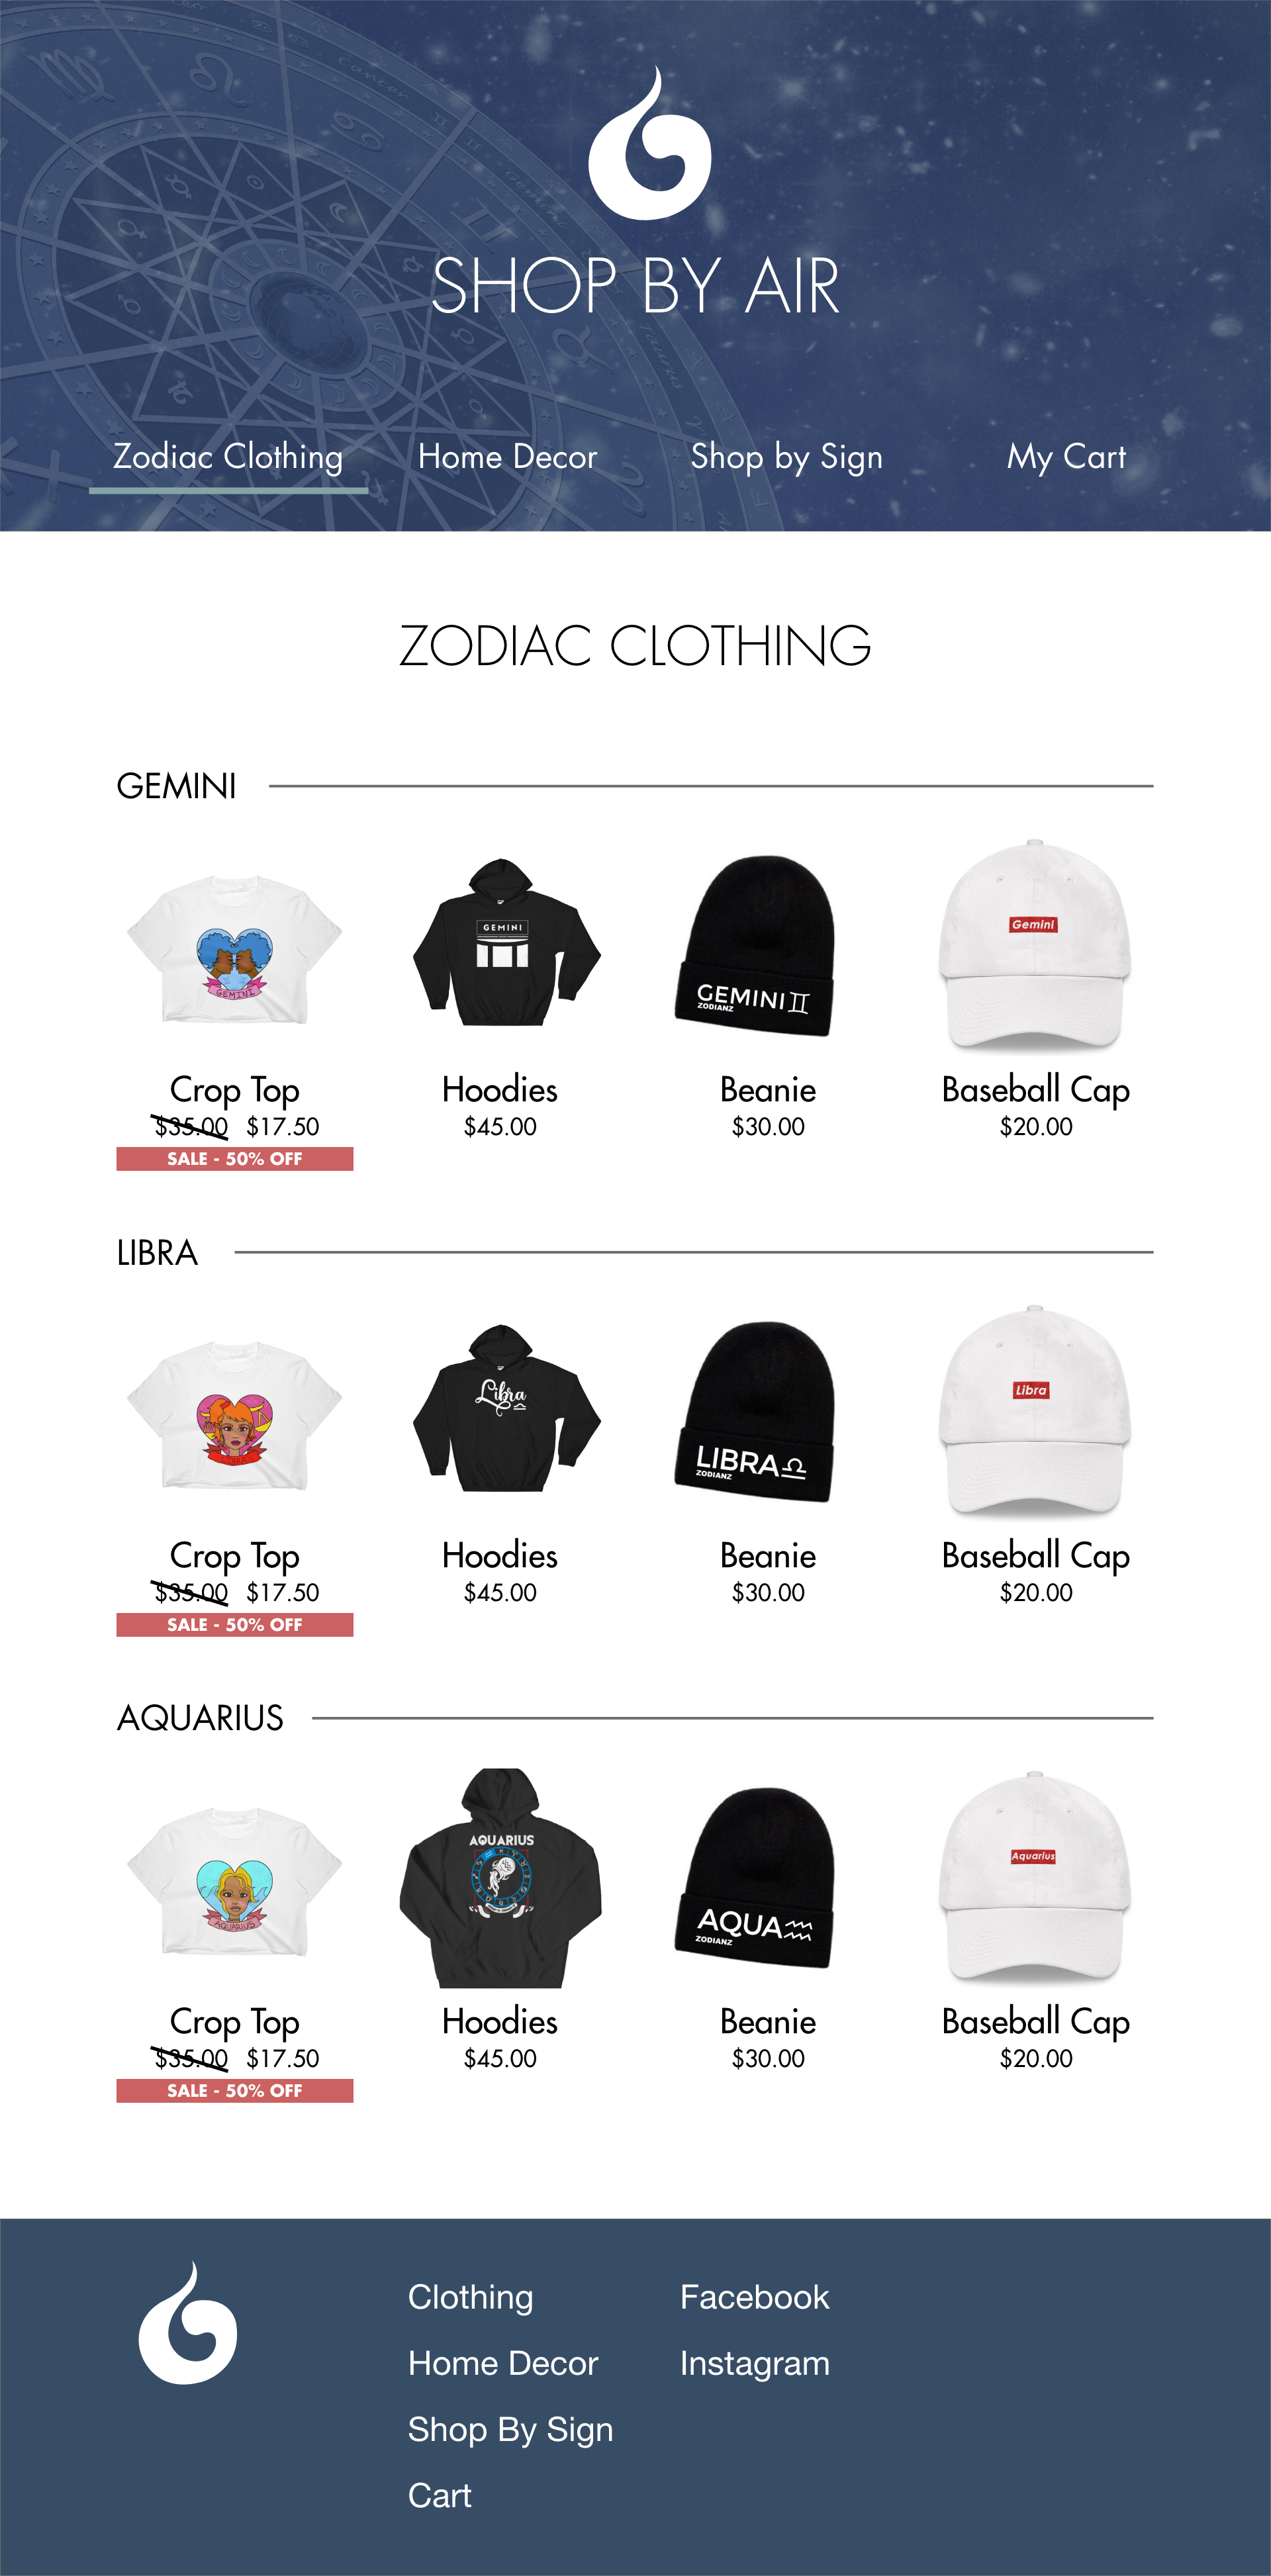 Cancer
gemini
taurus
SHOP BY AIR
Zodiac Clothing Home Decor Shop by Sign My Cart
ZODIAC CLOTHING
GEMINI
GEMINI
GEMINI
GEMINI♊
ZODIANZ
Gemini
Crop Top Hoodies Beanie Baseball Cap
$35.00 $17.50 $45.00 $30.00 $20.00
SALE - 50% OFF
LIBRA
LIBRA
Libra
♎
LIBRA♎
ZODIANZ
Libra
Crop Top Hoodies Beanie Baseball Cap
$35.00 $17.50 $45.00 $30.00 $20.00
SALE - 50% OFF
AQUARIUS
AQUARIUS
AQUARIUS
AQUA♒
ZODIANZ
Aquarius
Crop Top Hoodies Beanie Baseball Cap
$35.00 $17.50 $45.00 $30.00 $20.00
SALE - 50% OFF
Clothing Facebook
Home Decor Instagram
Shop By Sign
Cart